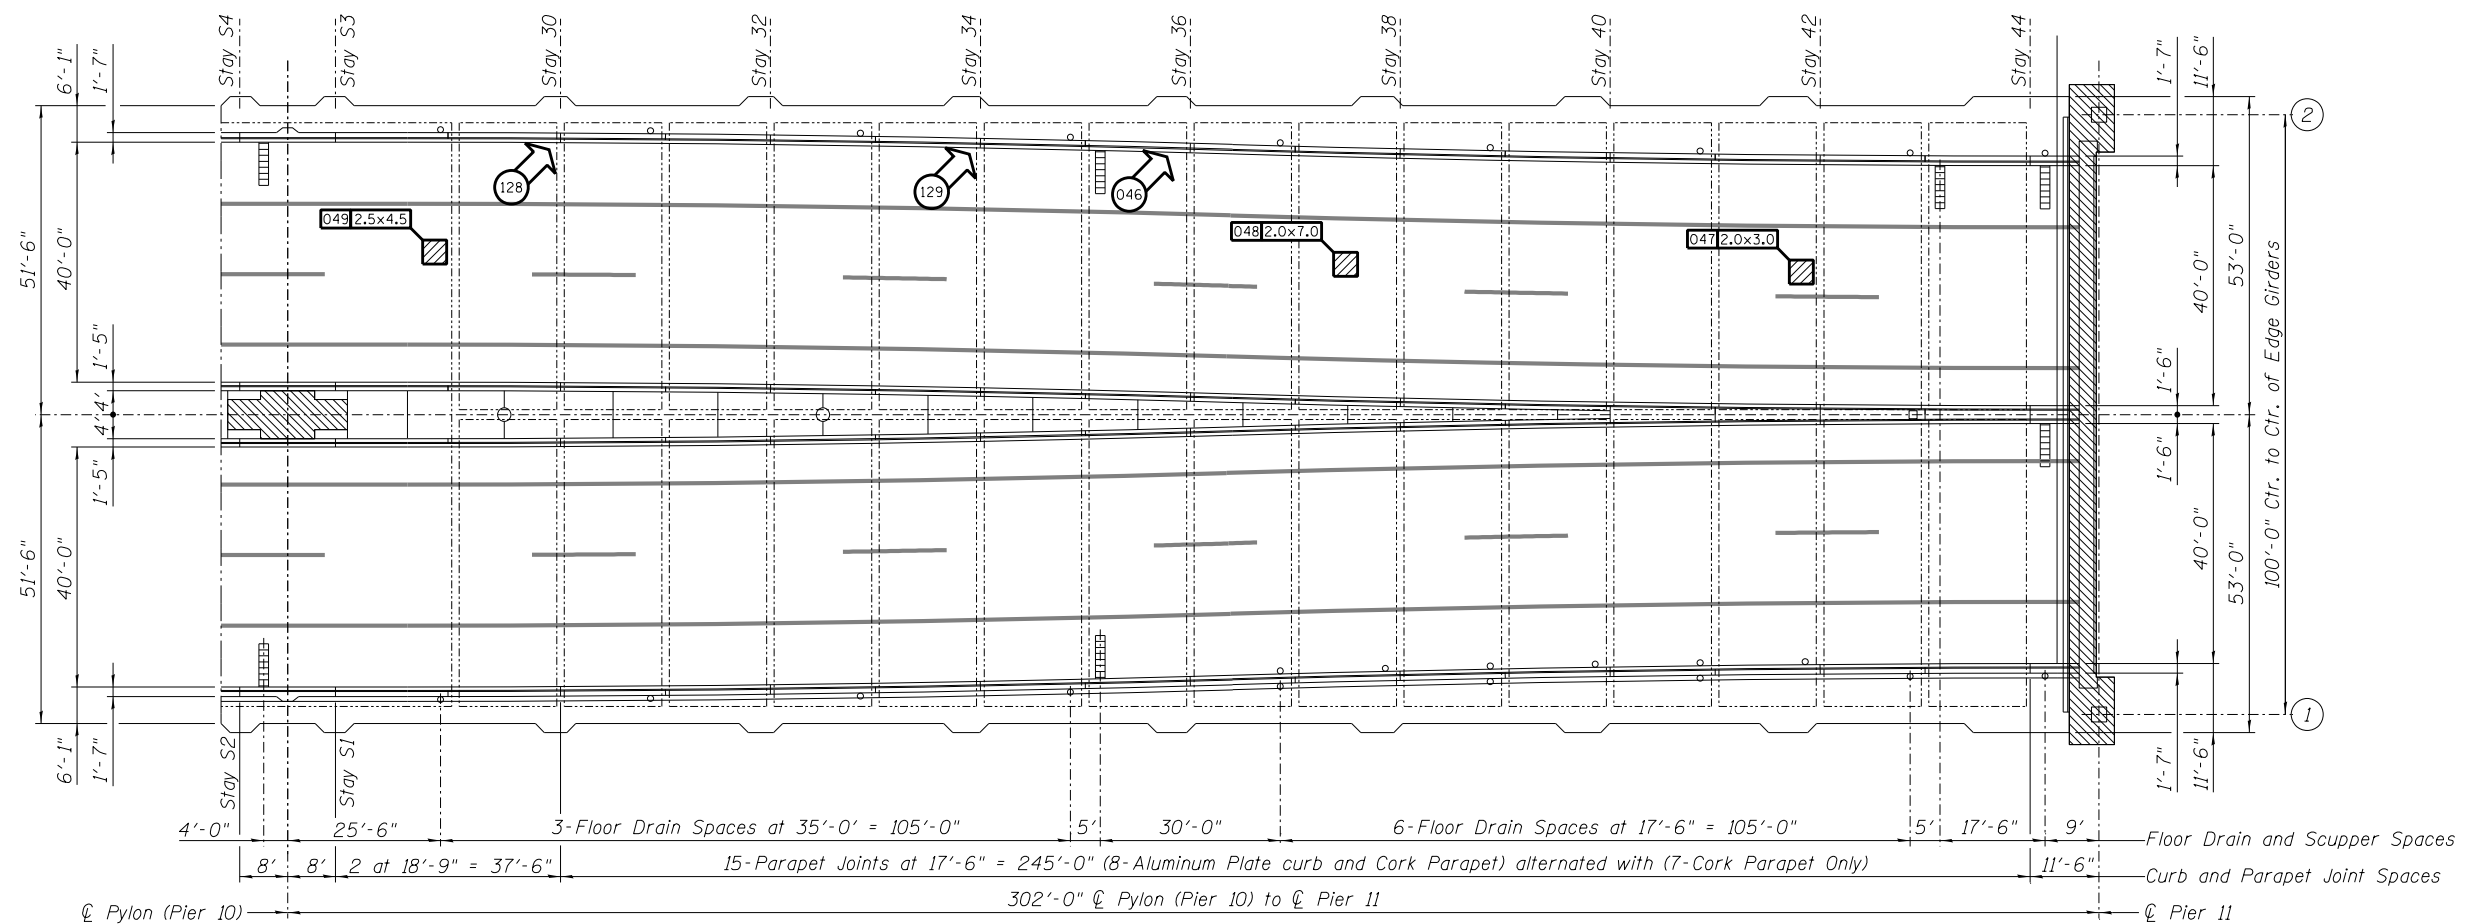 Stay S4
Stay S3
Stay 30
Stay 32
Stay 34
Stay 36
Stay 38
Stay 40
Stay 42
Stay 44
6'-1"
1'-7"
1'-7"
11'-6"
2
128
129
046
049 2.5x4.5
048 2.0x7.0
047 2.0x3.0
51'-6"
40'-0"
40'-0"
53'-0"
100'-0" Ctr. to Ctr. of Edge Girders
1'-5"
4' 4'
1'-5"
1'-6"
1'-6"
51'-6"
40'-0"
40'-0"
53'-0"
1
6'-1"
1'-7"
Stay S2
Stay S1
1'-7"
11'-6"
4'-0"
25'-6"
3-Floor Drain Spaces at 35'-0' = 105'-0"
5'
30'-0"
6-Floor Drain Spaces at 17'-6" = 105'-0"
5'
17'-6"
9'
Floor Drain and Scupper Spaces
8'
8'
2 at 18'-9" = 37'-6"
15-Parapet Joints at 17'-6" = 245'-0" (8-Aluminum Plate curb and Cork Parapet) alternated with (7-Cork Parapet Only)
11'-6"
Curb and Parapet Joint Spaces
℄ Pylon (Pier 10)
302'-0" ℄ Pylon (Pier 10) to ℄ Pier 11
℄ Pier 11